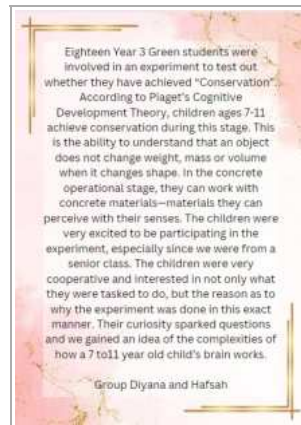 Eighteen Year 3 Green students were
involved in an experiment to test out
whether they have achieved “Conservation”.
According to Piaget's Cognitive
Development Theory, children ages 7-11
achieve conservation during this stage. This
is the ability to understand that an object
does not change weight, mass or volume
when it changes shape. In the concrete
operational stage, they can work with
concrete materials—materials they can
perceive with their senses. The children were
very excited to be participating in the
experiment, especially since we were from a
senior class. The children were very
cooperative and interested in not only what
they were tasked to do, but the reason as to
why the experiment was done in this exact
manner. Their curiosity sparked questions
and we gained an idea of the complexities of
how a 7 to11 year old child's brain works.
Group Diyana and Hafsah